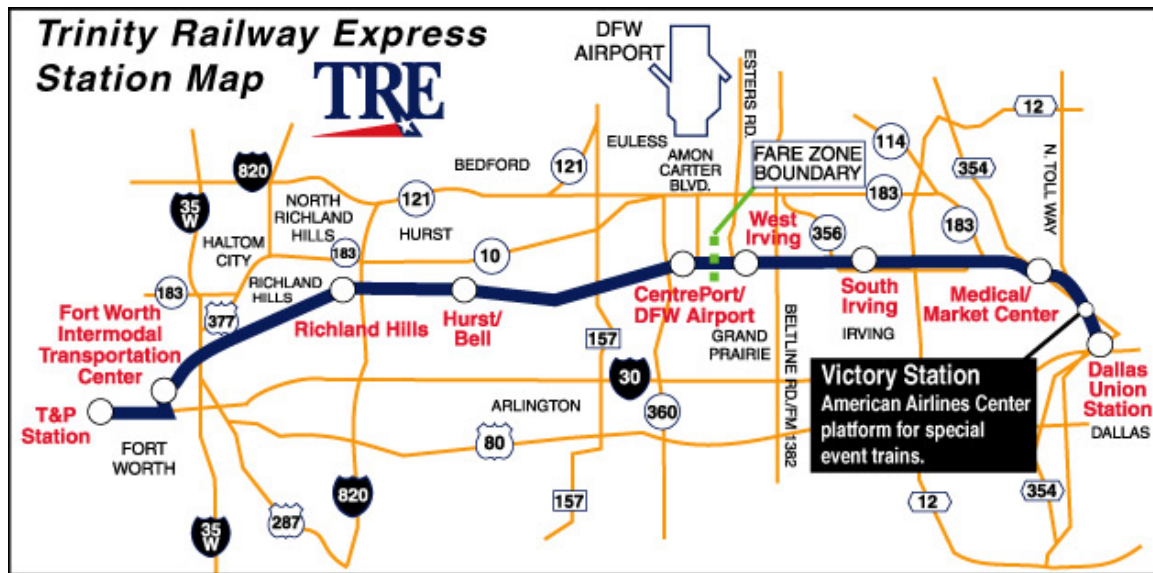 Trinity Railway Express
Station Map
TRE
DFW
AIRPORT
ESTERS RD.
12
N. TOLL WAY
114
354
820
BEDFORD
121
EULESS
AMON
CARTER
BLVD.
FARE ZONE
BOUNDARY
35
W
NORTH
RICHLAND
HILLS
121
183
HALTOM
CITY
HURST
183
10
West
Irving
356
183
183
RICHLAND
HILLS
377
Fort Worth
Intermodal
Transportation
Center
Richland Hills
Hurst/
Bell
CentrePort/
DFW Airport
South
Irving
Medical/
Market Center
157
GRAND
PRAIRIE
IRVING
BELTLINE RD./FM 1382
30
Victory Station
American Airlines Center
platform for special
event trains.
Dallas
Union
Station
DALLAS
T&P
Station
ARLINGTON
360
FORT
WORTH
80
820
157
12
354
287
35
W